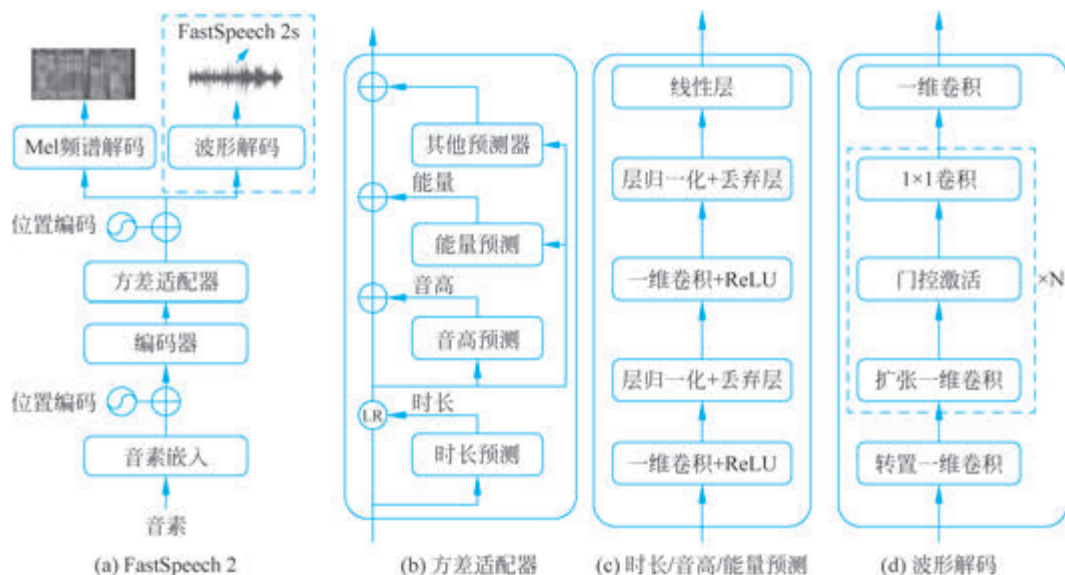 FastSpeech 2s
Mel频谱解码
波形解码
位置编码
方差适配器
编码器
位置编码
音素嵌入
音素
(a) FastSpeech 2
其他预测器
能量
能量预测
音高
音高预测
LR
时长
时长预测
(b) 方差适配器
线性层
层归一化+丢弃层
一维卷积+ReLU
层归一化+丢弃层
一维卷积+ReLU
(c) 时长/音高/能量预测
一维卷积
1×1卷积
门控激活
×N
扩张一维卷积
转置一维卷积
(d) 波形解码